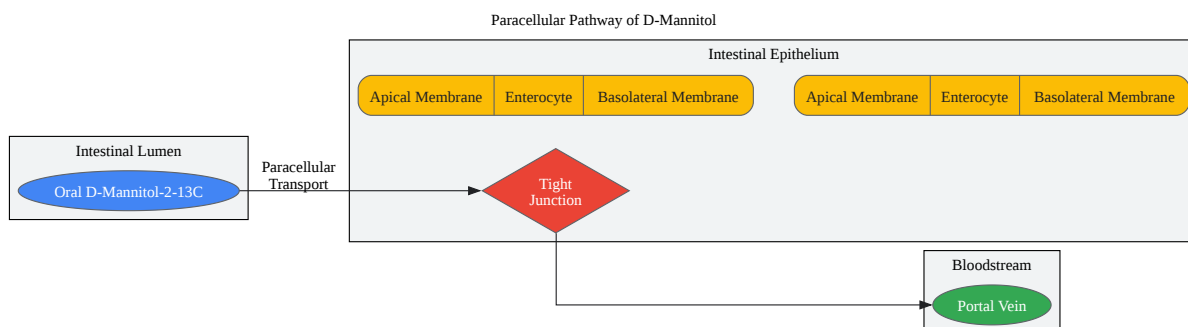 Paracellular Pathway of D-Mannitol
Intestinal Epithelium
Apical Membrane
Enterocyte
Basolateral Membrane
Apical Membrane
Enterocyte
Basolateral Membrane
Intestinal Lumen
Oral D-Mannitol-2-13C
Paracellular
Transport
Tight
Junction
Bloodstream
Portal Vein